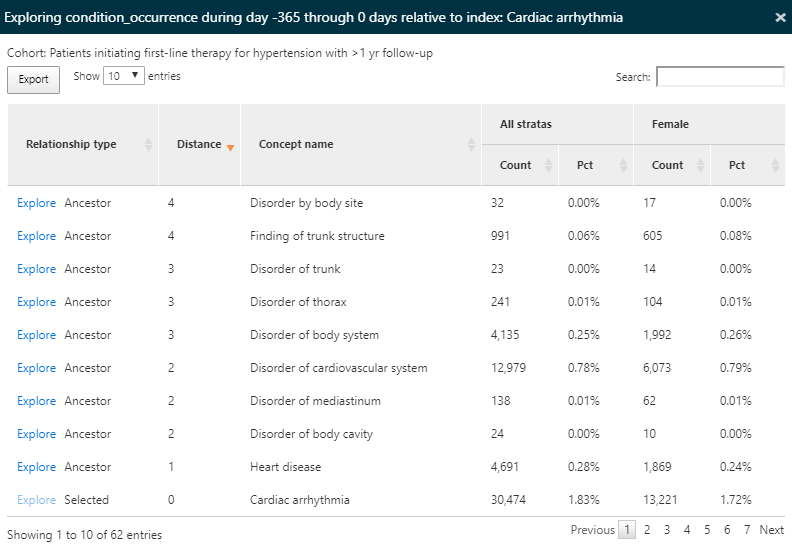 Exploring condition_occurrence during day -365 through 0 days relative to index: Cardiac arrhythmia ×
Cohort: Patients initiating first-line therapy for hypertension with >1 yr follow-up
Export Show 10 entries Search:
All stratas Female
Relationship type Distance Concept name
Count Pct Count Pct
Explore Ancestor 4 Disorder by body site 32 0.00% 17 0.00%
Explore Ancestor 4 Finding of trunk structure 991 0.06% 605 0.08%
Explore Ancestor 3 Disorder of trunk 23 0.00% 14 0.00%
Explore Ancestor 3 Disorder of thorax 241 0.01% 104 0.01%
Explore Ancestor 3 Disorder of body system 4,135 0.25% 1,992 0.26%
Explore Ancestor 2 Disorder of cardiovascular system 12,979 0.78% 6,073 0.79%
Explore Ancestor 2 Disorder of mediastinum 138 0.01% 62 0.01%
Explore Ancestor 2 Disorder of body cavity 24 0.00% 10 0.00%
Explore Ancestor 1 Heart disease 4,691 0.28% 1,869 0.24%
Explore Selected 0 Cardiac arrhythmia 30,474 1.83% 13,221 1.72%
Showing 1 to 10 of 62 entries Previous 1 2 3 4 5 6 7 Next